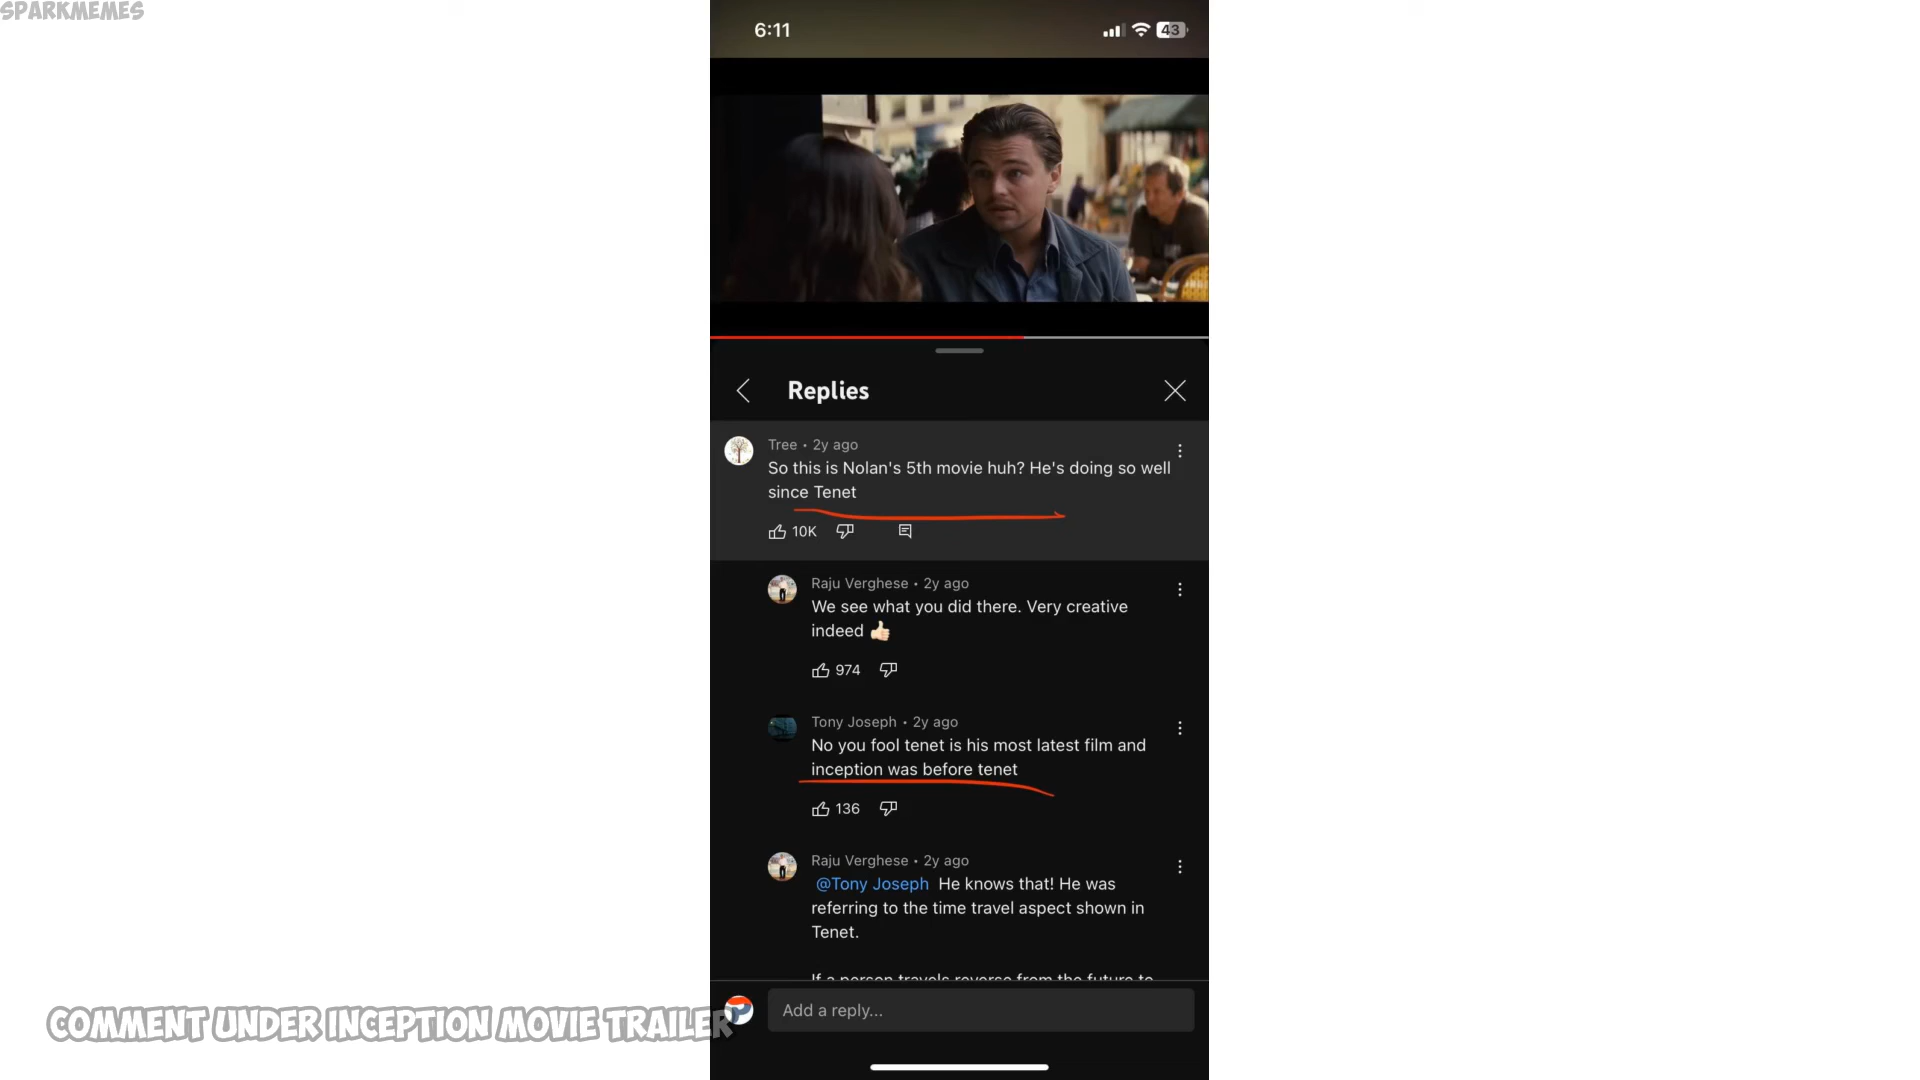 SPARKMEMES
6:11
43
Replies
Tree • 2y ago
So this is Nolan's 5th movie huh? He's doing so well
since Tenet
10K
Raju Verghese • 2y ago
We see what you did there. Very creative
indeed 👍🏻
974
Tony Joseph • 2y ago
No you fool tenet is his most latest film and
inception was before tenet
136
Raju Verghese • 2y ago
@Tony Joseph He knows that! He was
referring to the time travel aspect shown in
Tenet.
If a person travels reverse from the future to
Add a reply...
COMMENT UNDER INCEPTION MOVIE TRAILER